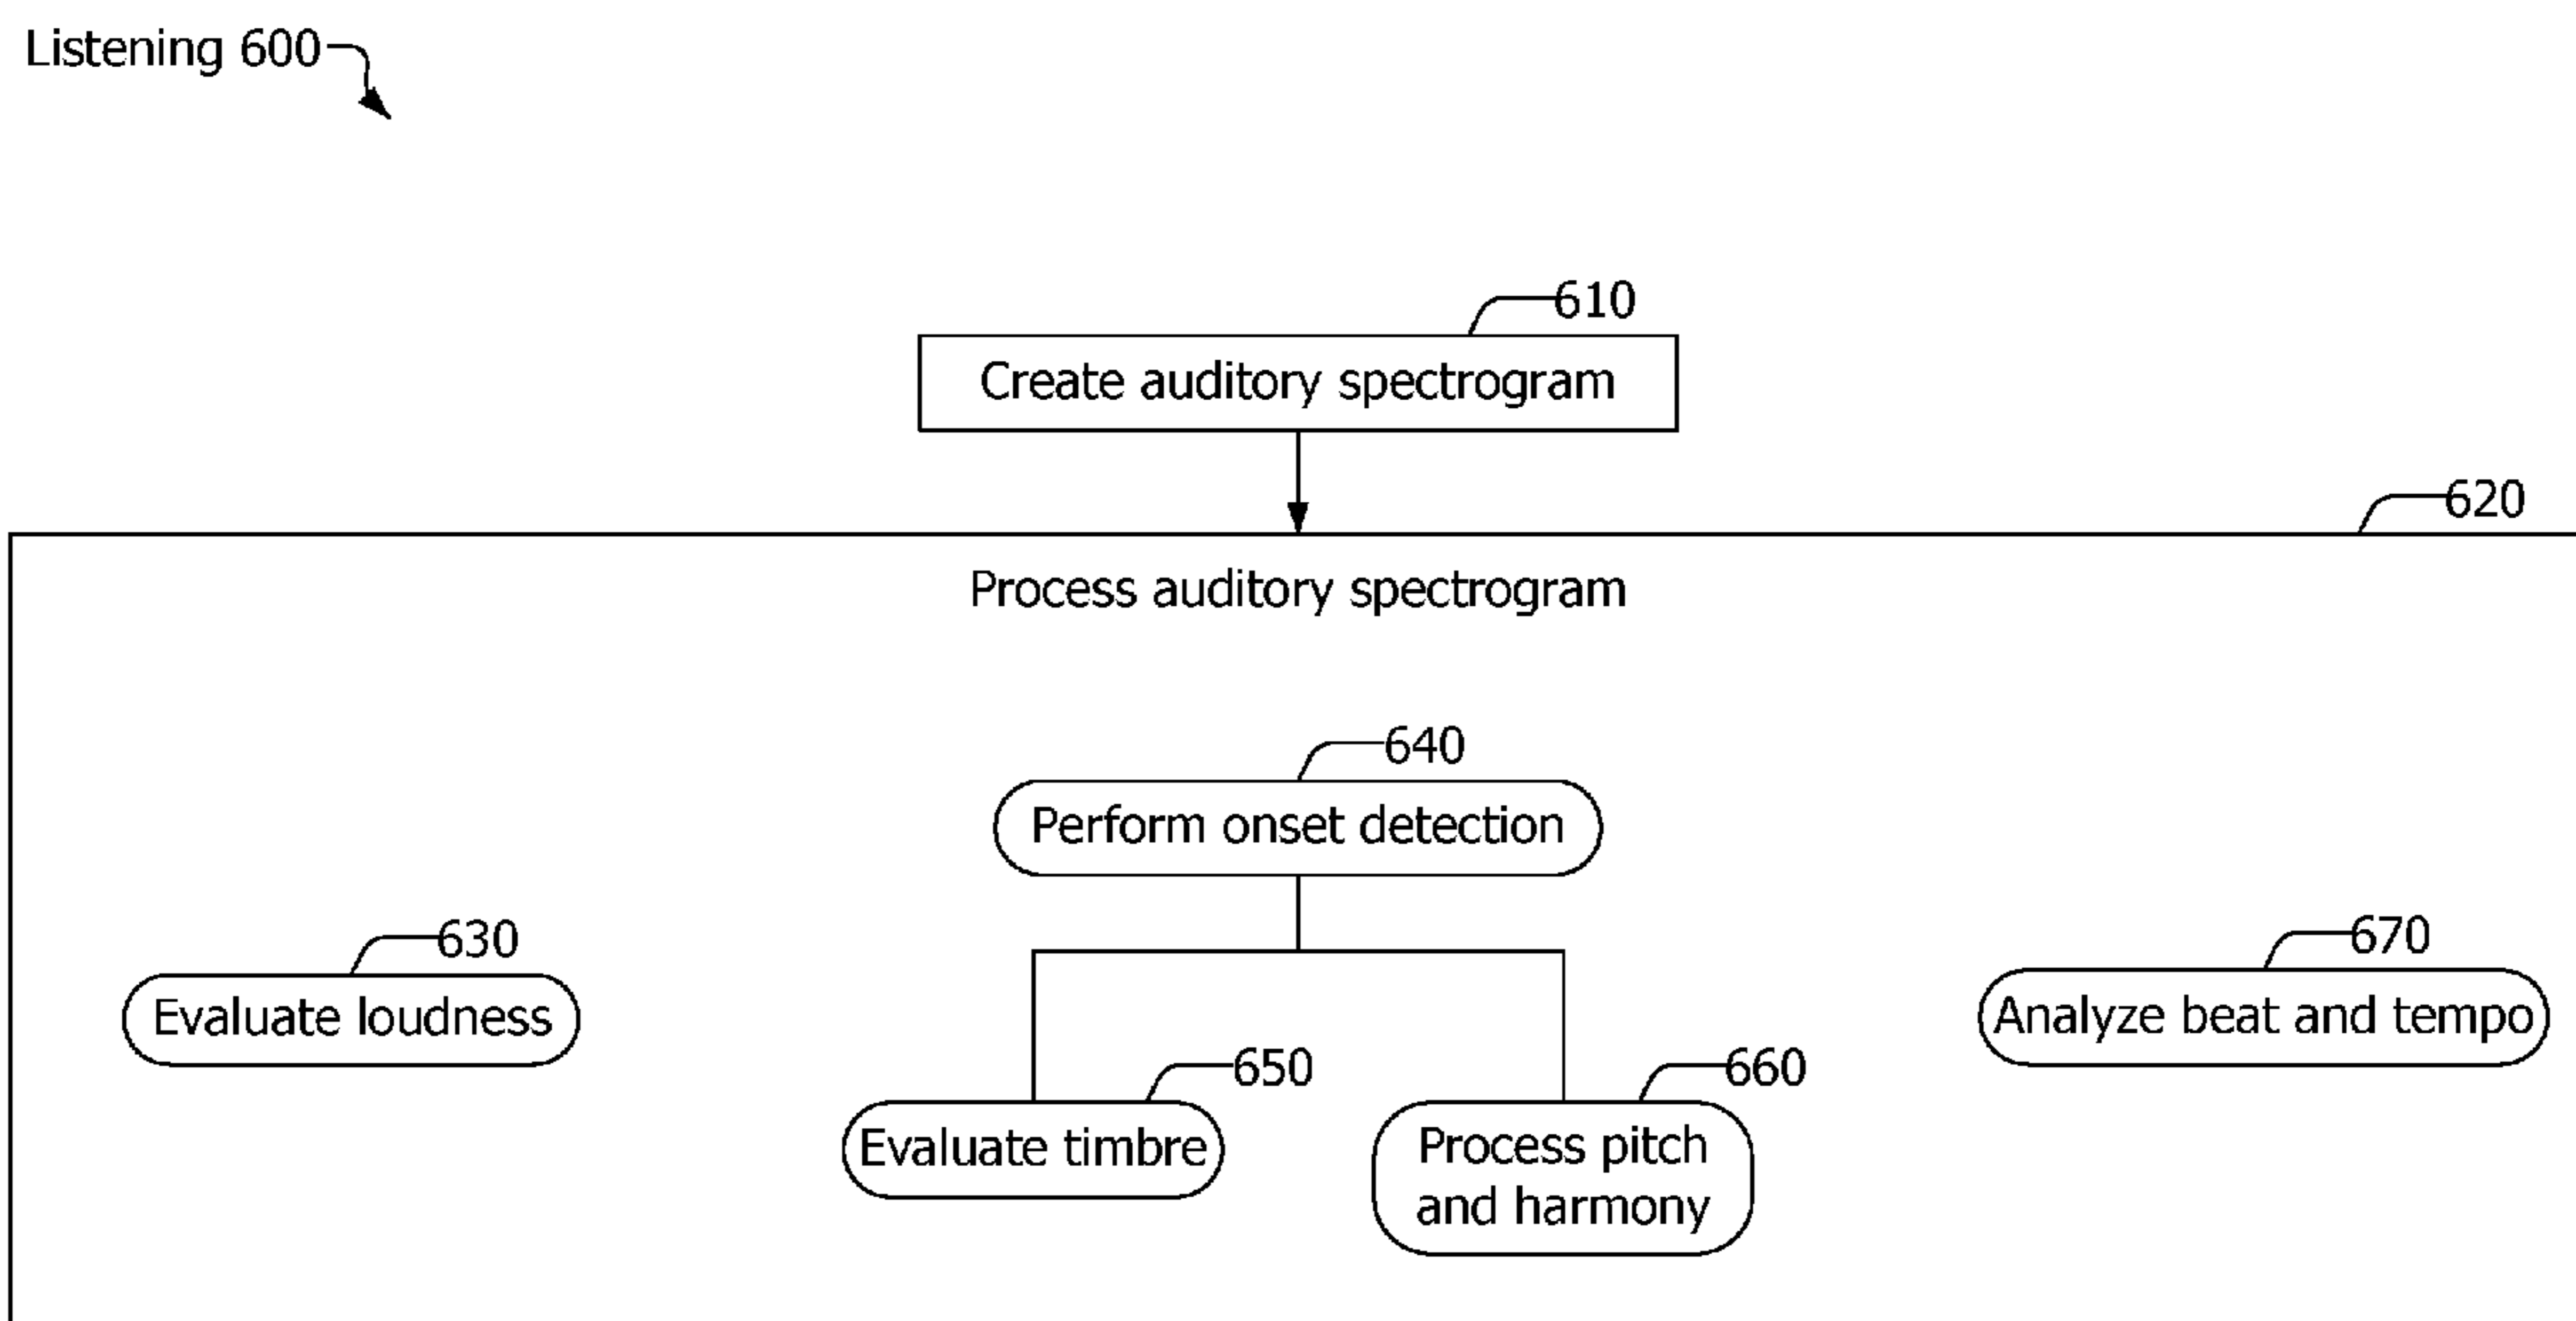 Listening 600
610
Create auditory spectrogram
620
Process auditory spectrogram
640
Perform onset detection
630
Evaluate loudness
670
Analyze beat and tempo
650
Evaluate timbre
660
Process pitch
and harmony